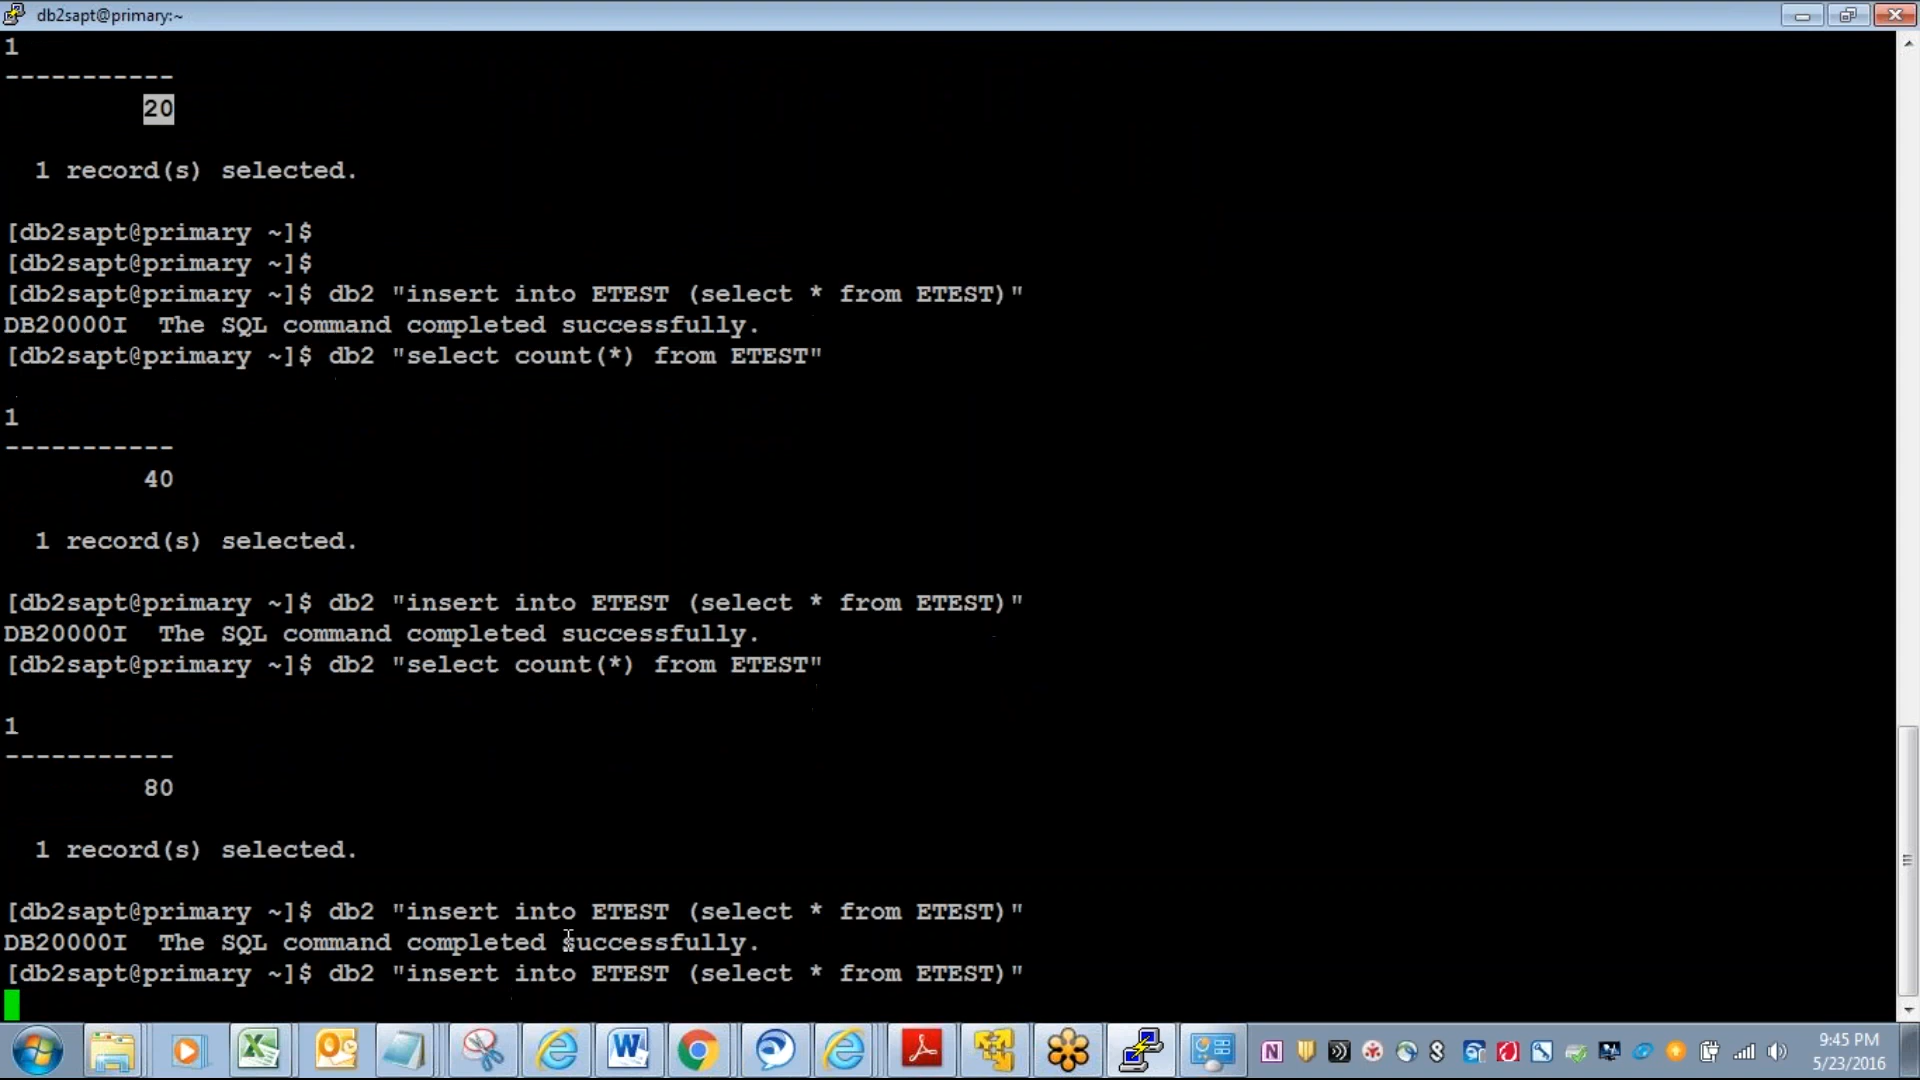 db2sapt@primary:~
1
-----------
20
1 record(s) selected.
[db2sapt@primary ~]$
[db2sapt@primary ~]$
[db2sapt@primary ~]$ db2 "insert into ETEST (select * from ETEST)"
DB20000I  The SQL command completed successfully.
[db2sapt@primary ~]$ db2 "select count(*) from ETEST"
1
-----------
40
1 record(s) selected.
[db2sapt@primary ~]$ db2 "insert into ETEST (select * from ETEST)"
DB20000I  The SQL command completed successfully.
[db2sapt@primary ~]$ db2 "select count(*) from ETEST"
1
-----------
80
1 record(s) selected.
[db2sapt@primary ~]$ db2 "insert into ETEST (select * from ETEST)"
DB20000I  The SQL command completed successfully.
[db2sapt@primary ~]$ db2 "insert into ETEST (select * from ETEST)"
9:45 PM
5/23/2016